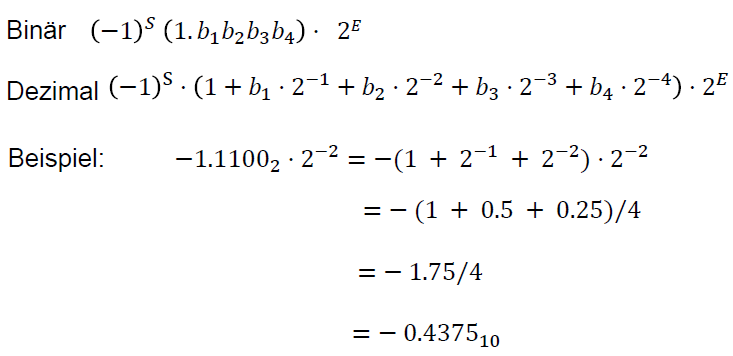 Binär (−1)^S (1.b₁b₂b₃b₄) · 2^E
Dezimal (−1)^S · (1 + b₁ · 2⁻¹ + b₂ · 2⁻² + b₃ · 2⁻³ + b₄ · 2⁻⁴) · 2^E
Beispiel: −1.1100₂ · 2⁻² = −(1 + 2⁻¹ + 2⁻²) · 2⁻²
= − (1 + 0.5 + 0.25)/4
= − 1.75/4
= − 0.4375₁₀